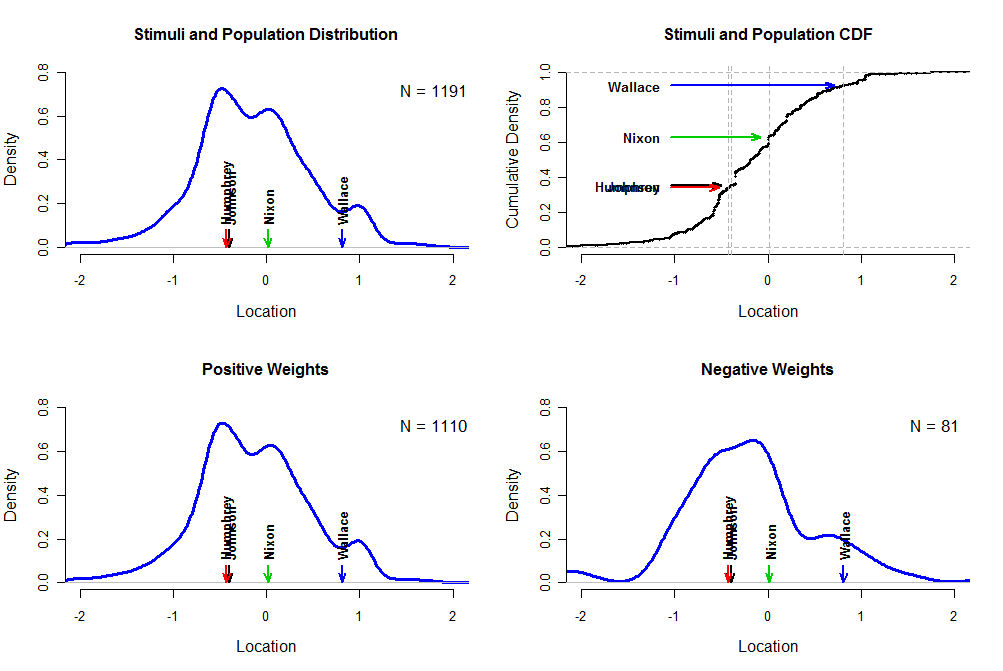 Stimuli and Population Distribution
N = 1191
Density
0.0 0.2 0.4 0.6 0.8
Humphrey
Johnson
Nixon
Wallace
-2 -1 0 1 2
Location
Stimuli and Population CDF
Cumulative Density
0.0 0.2 0.4 0.6 0.8 1.0
Wallace
Nixon
Humphrey
Johnson
-2 -1 0 1 2
Location
Positive Weights
N = 1110
Density
0.0 0.2 0.4 0.6 0.8
Humphrey
Johnson
Nixon
Wallace
-2 -1 0 1 2
Location
Negative Weights
N = 81
Density
0.0 0.2 0.4 0.6 0.8
Humphrey
Johnson
Nixon
Wallace
-2 -1 0 1 2
Location